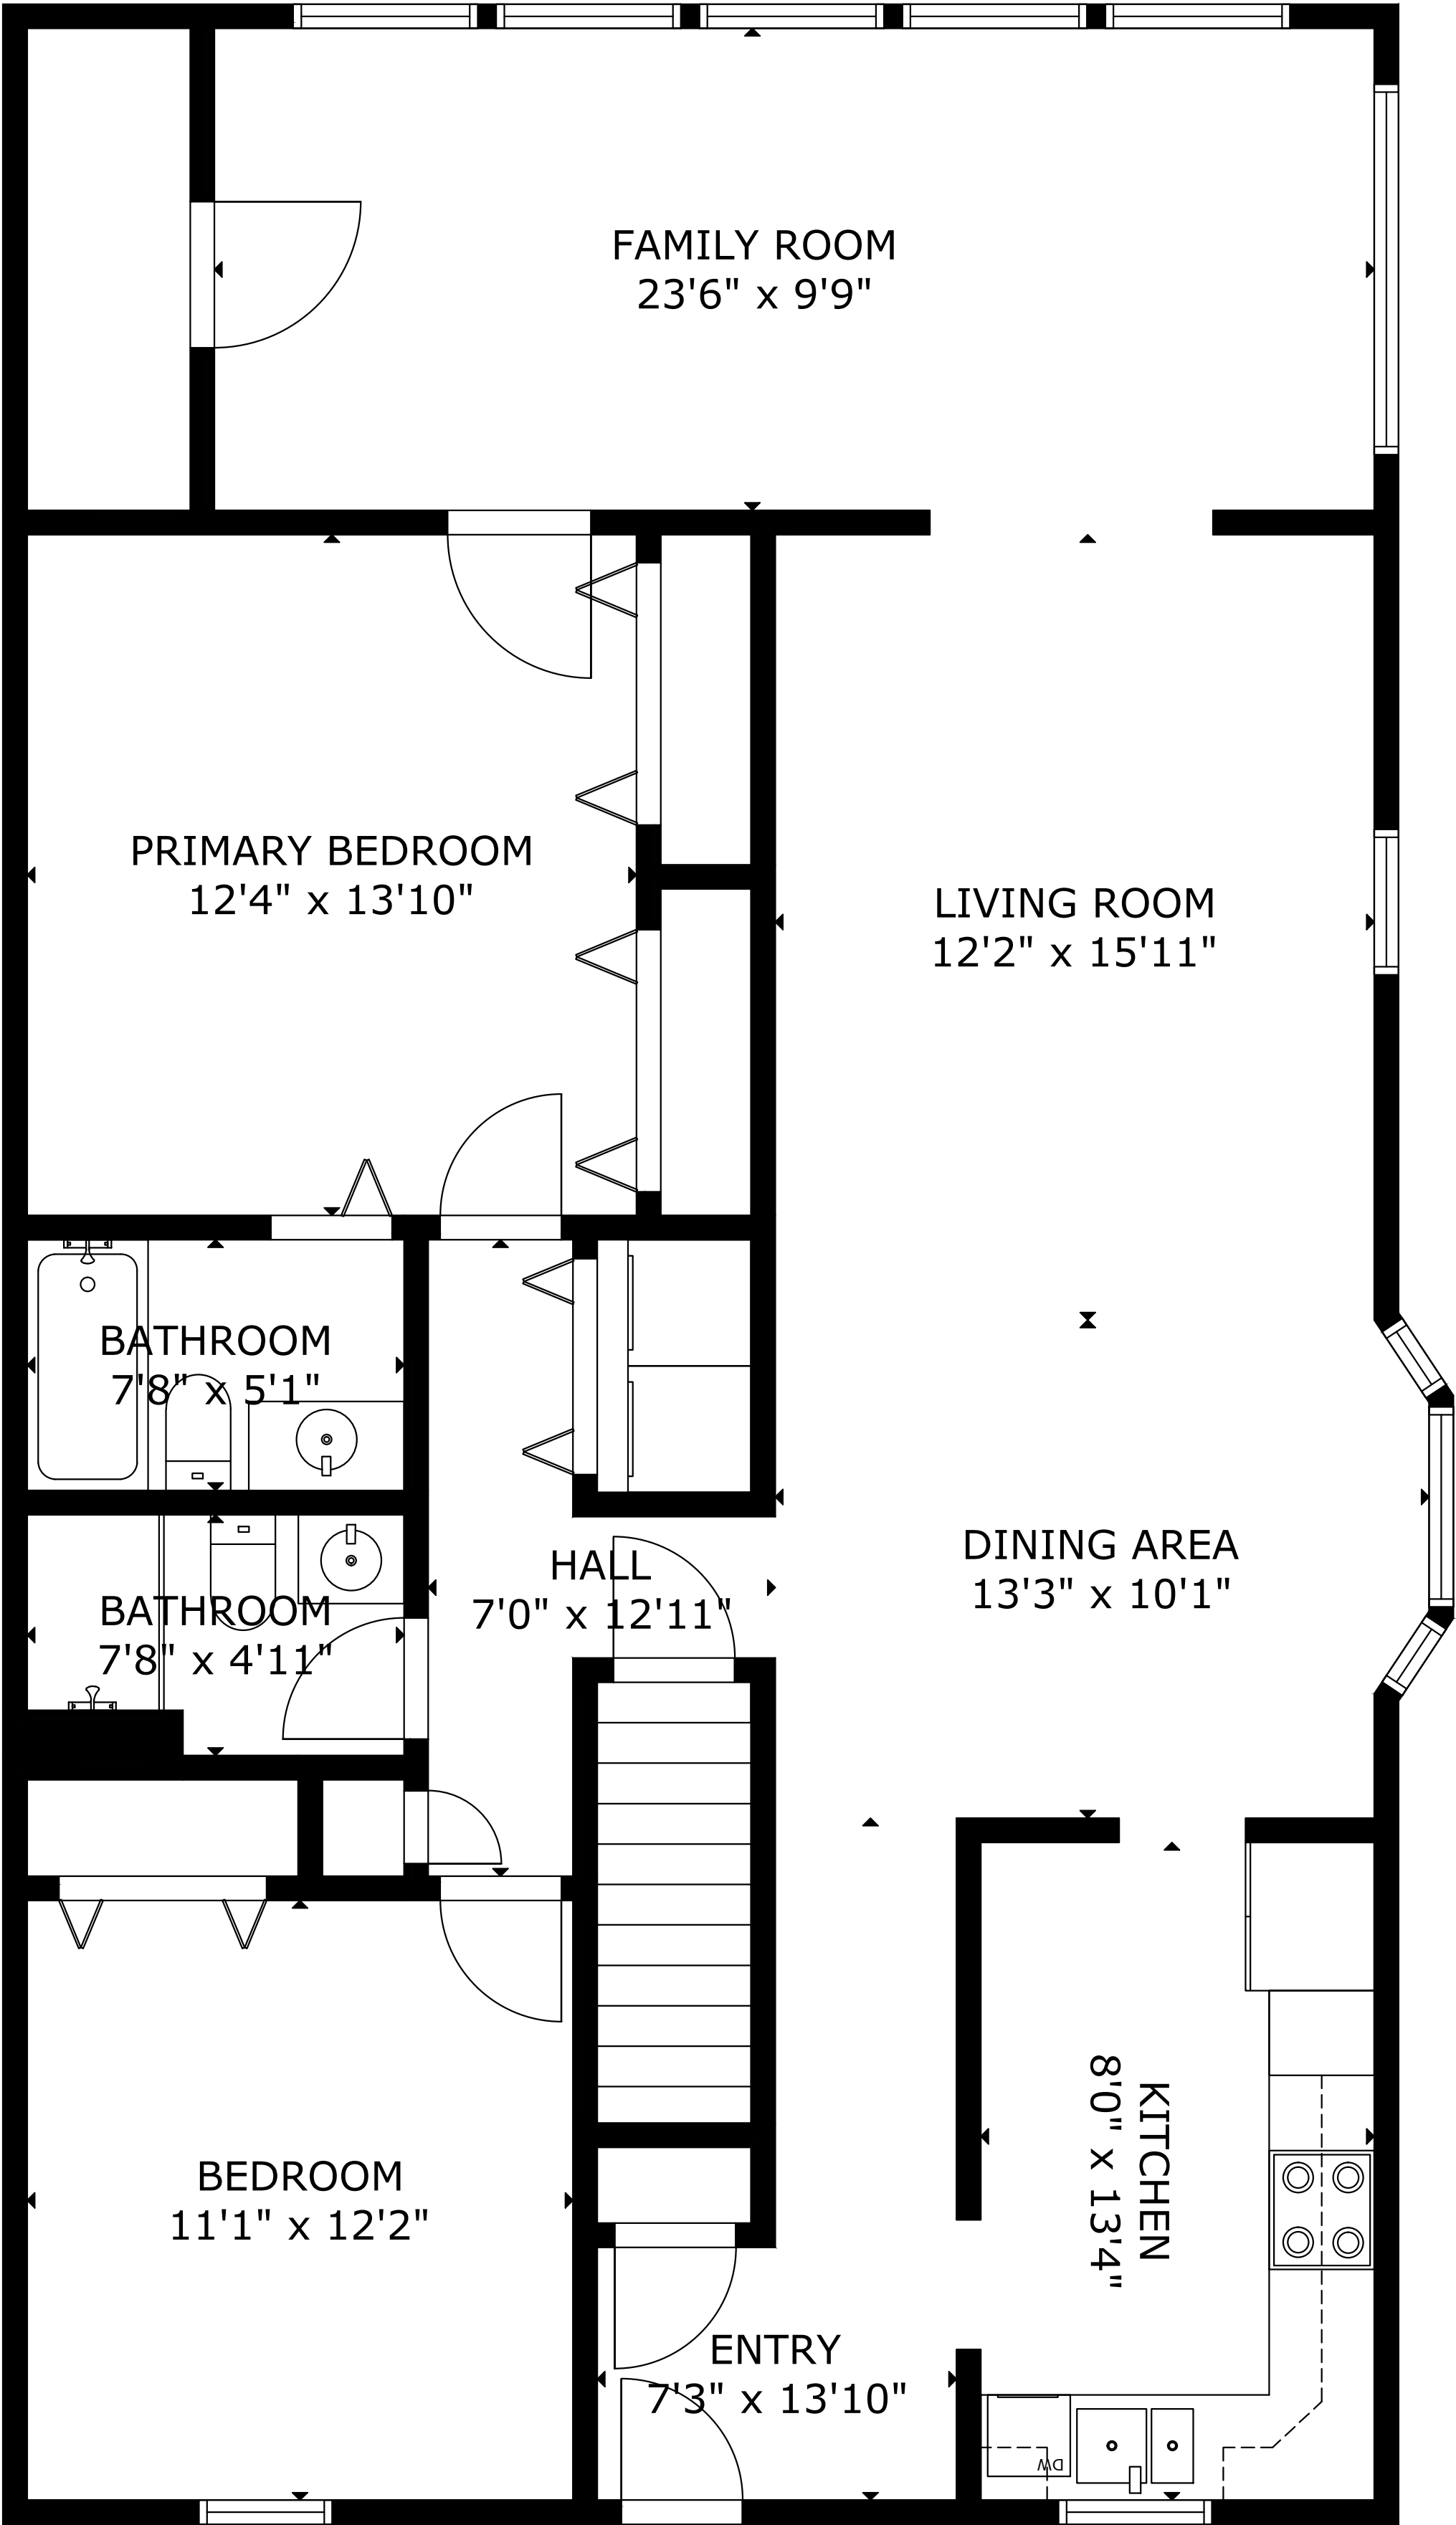 FAMILY ROOM
23'6" x 9'9"
PRIMARY BEDROOM
12'4" x 13'10"
LIVING ROOM
12'2" x 15'11"
BATHROOM
7'8" x 5'1"
HALL
7'0" x 12'11"
DINING AREA
13'3" x 10'1"
BATHROOM
7'8" x 4'11"
KITCHEN
8'0" x 13'4"
BEDROOM
11'1" x 12'2"
ENTRY
7'3" x 13'10"
DW